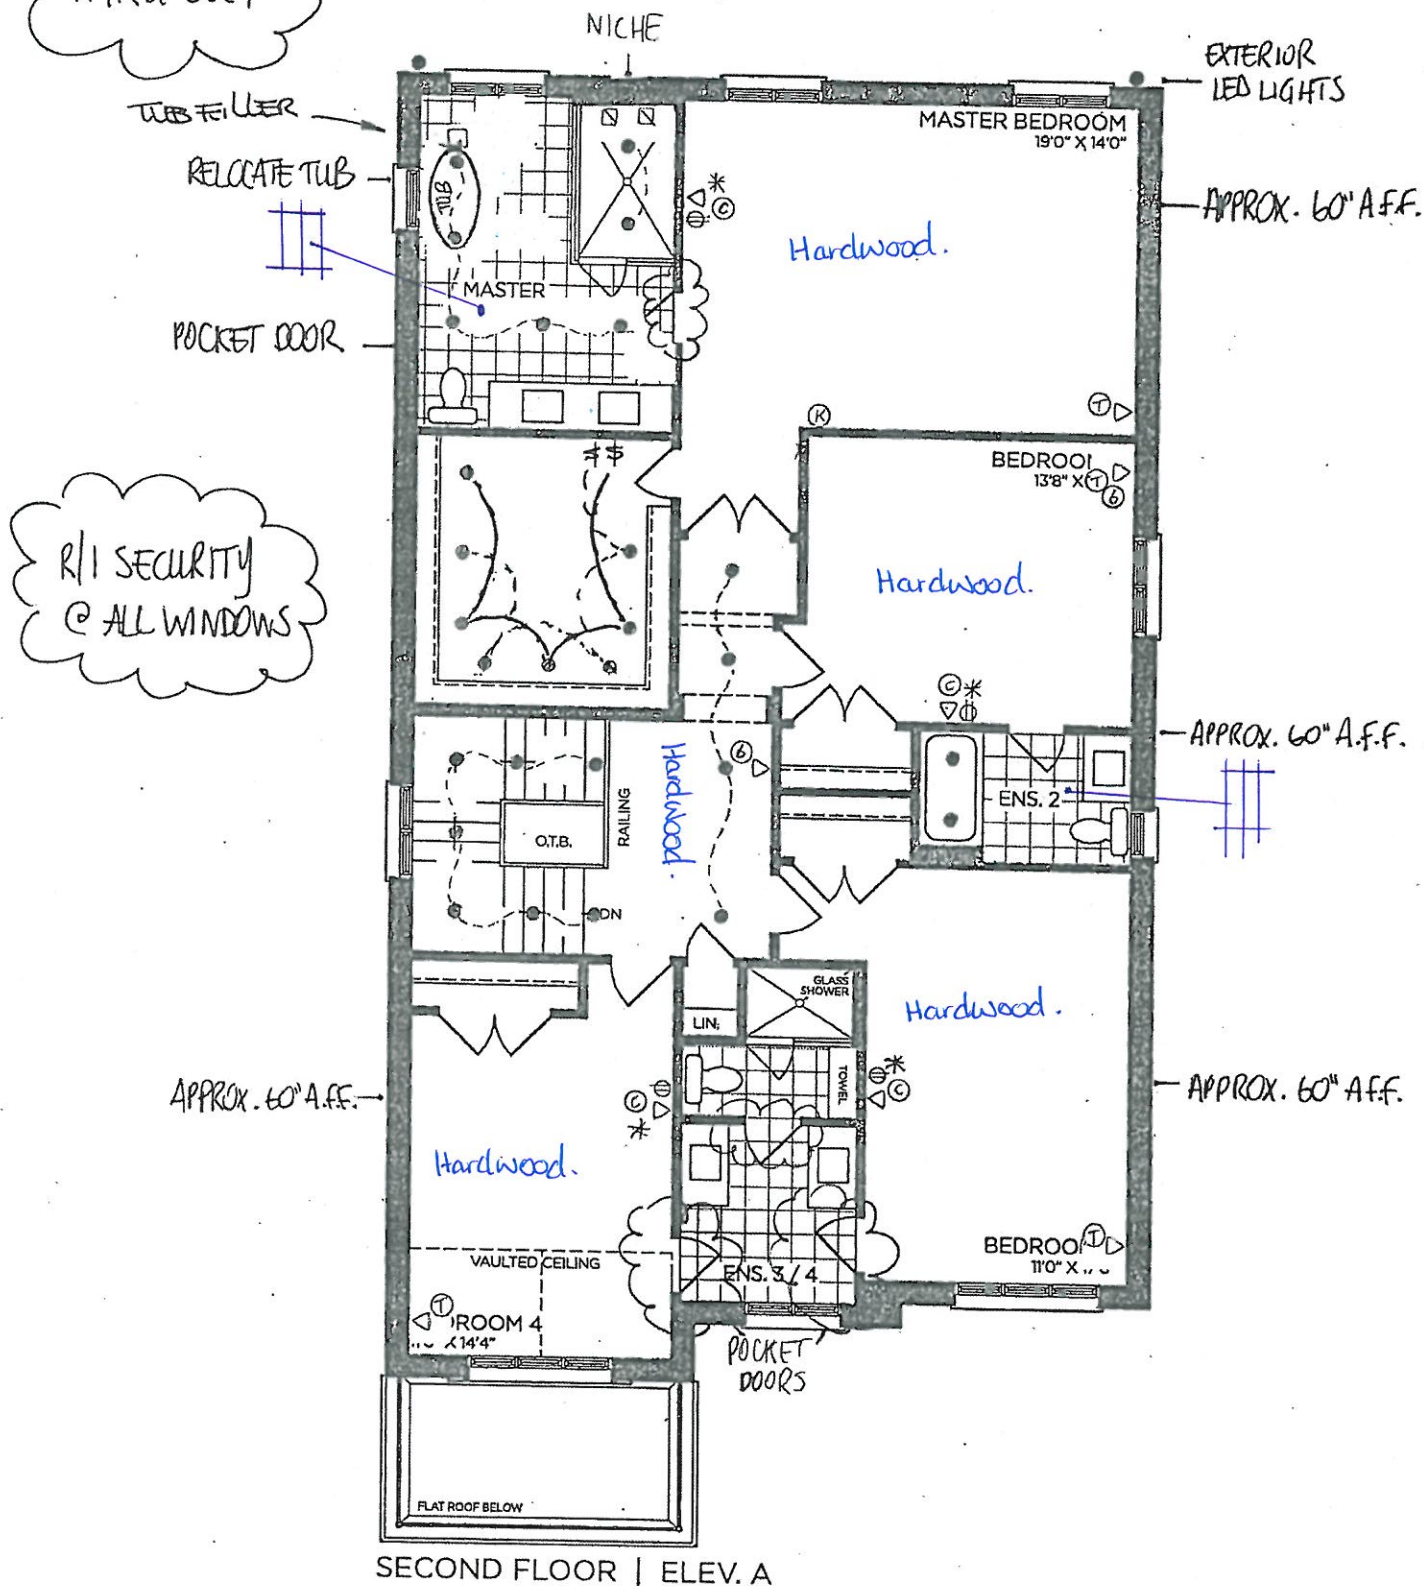 NICHE
EXTERIOR
LED LIGHTS
TUB FILLER
MASTER BEDROOM
19'0" X 14'0"
RELOCATE TUB
TUB
C
APPROX. 60" A.F.F.
Hardwood.
MASTER
POCKET DOOR
T
K
BEDROO
13'8" X
T
6
$ $
R/I SECURITY
@ ALL WINDOWS
Hardwood.
C
APPROX. 60" A.F.F.
6
Hardwood.
RAILING
ENS. 2
O.T.B.
DN
GLASS
SHOWER
Hardwood.
LIN.
TOWEL
APPROX. 60" A.F.F.
C
C
APPROX. 60" A.F.F.
Hardwood.
VAULTED CEILING
ENS. 3 / 4
BEDROO
T
11'0" X
T
ROOM 4
X 14'4"
POCKET
DOORS
FLAT ROOF BELOW
SECOND FLOOR | ELEV. A